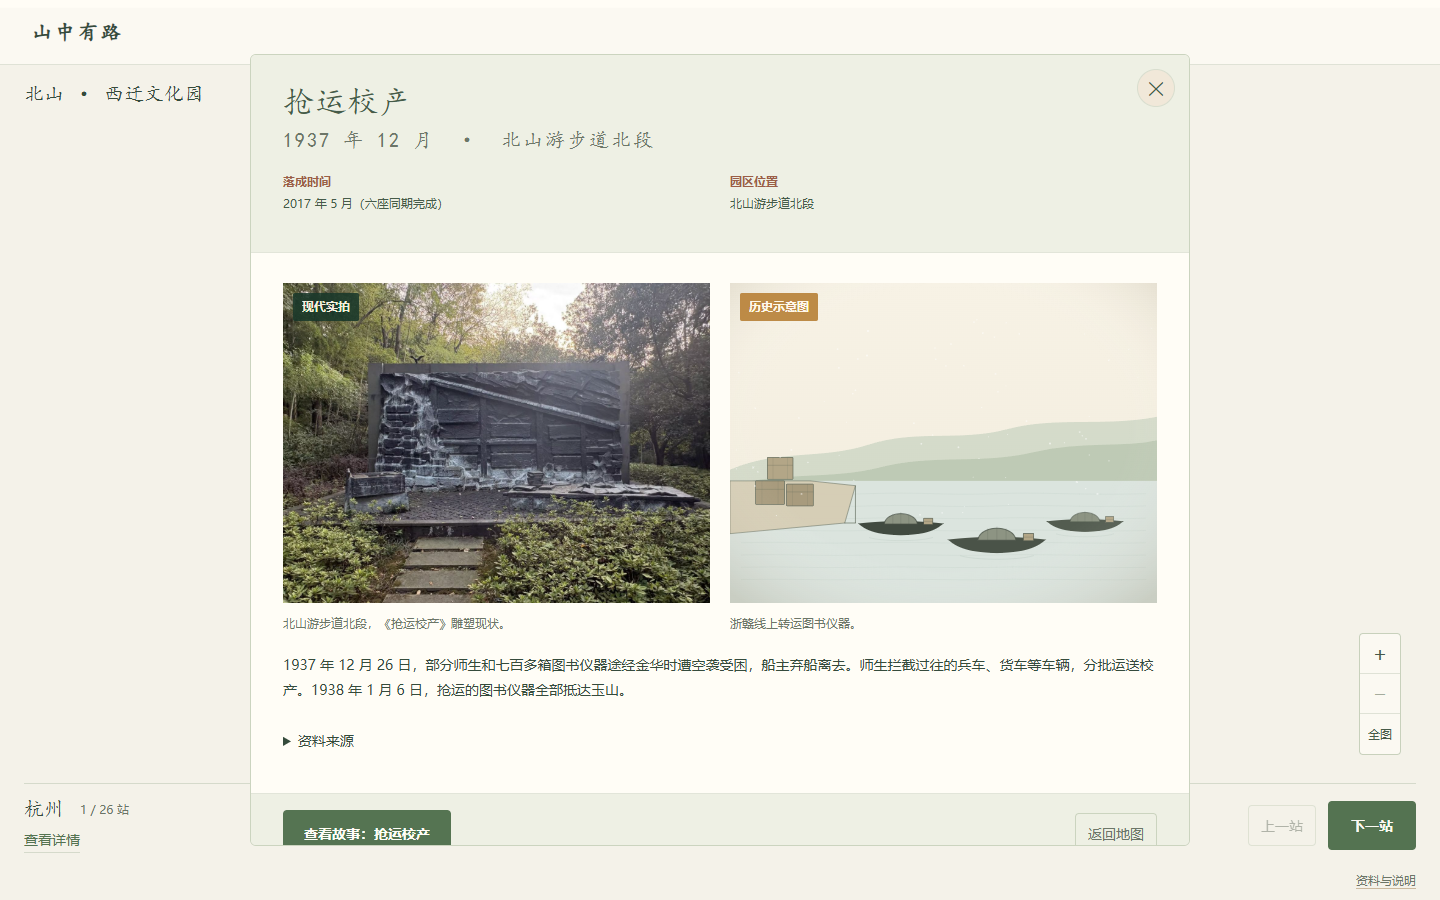 山中有路
北山 • 西迁文化园
抢运校产
1937 年 12 月 • 北山游步道北段
落成时间
2017 年 5 月（六座同期完成）
园区位置
北山游步道北段
现代实拍
历史示意图
北山游步道北段，《抢运校产》雕塑现状。
浙赣线上转运图书仪器。
1937 年 12 月 26 日，部分师生和七百多箱图书仪器途经金华时遭空袭受困，船主弃船离去。师生拦截过往的兵车、货车等车辆，分批运送校
产。1938 年 1 月 6 日，抢运的图书仪器全部抵达玉山。
▶ 资料来源
查看故事：抢运校产
返回地图
+
−
全图
杭州 1 / 26 站
查看详情
上一站
下一站
资料与说明